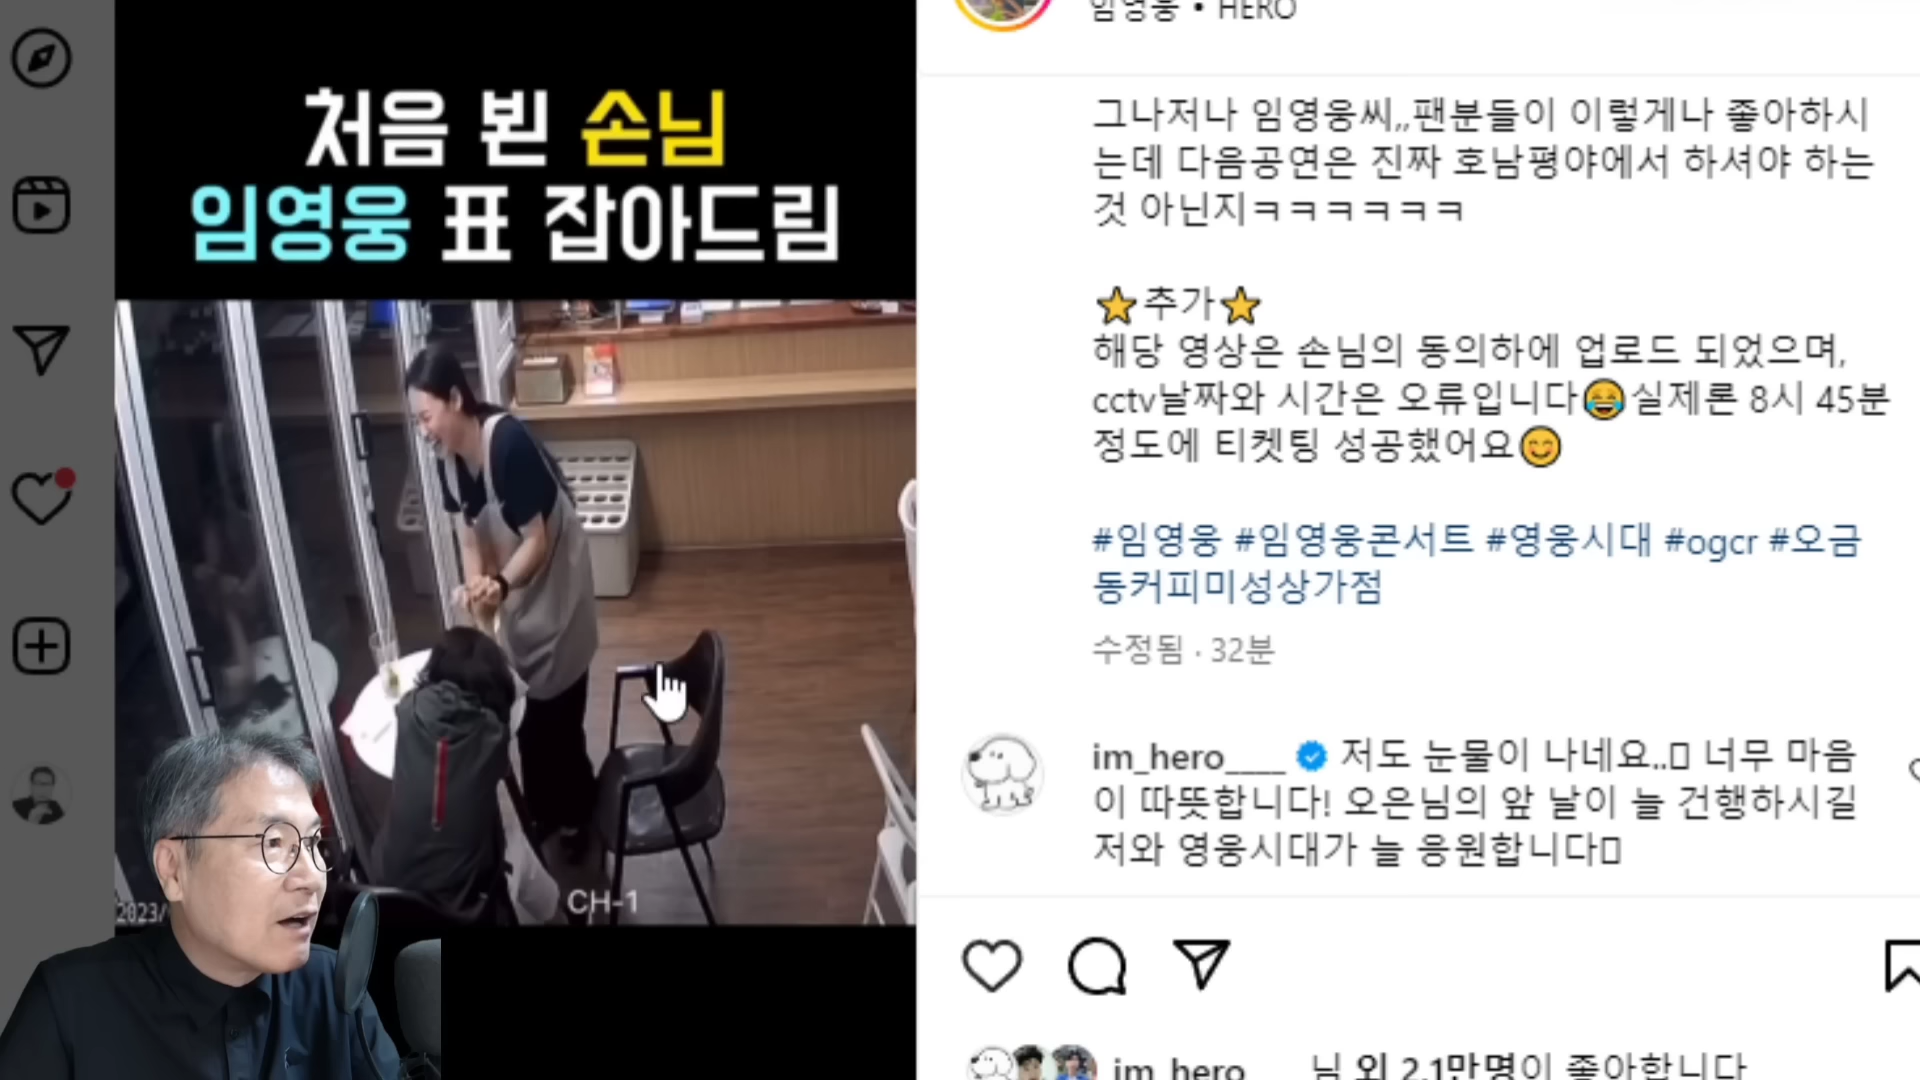 처음 뵌 손님
임영웅 표 잡아드림
CH-1
2023/
임영웅 • HERO
그나저나 임영웅씨,,팬분들이 이렇게나 좋아하시
는데 다음공연은 진짜 호남평야에서 하셔야 하는
것 아닌지ㅋㅋㅋㅋㅋㅋ
⭐추가⭐
해당 영상은 손님의 동의하에 업로드 되었으며,
cctv날짜와 시간은 오류입니다😂실제론 8시 45분
정도에 티켓팅 성공했어요😊
#임영웅 #임영웅콘서트 #영웅시대 #ogcr #오금
동커피미성상가점
수정됨 · 32분
im_hero____ 저도 눈물이 나네요.. 너무 마음
이 따뜻합니다! 오은님의 앞 날이 늘 건행하시길
저와 영웅시대가 늘 응원합니다
im_hero____님 외 2.1만명이 좋아합니다